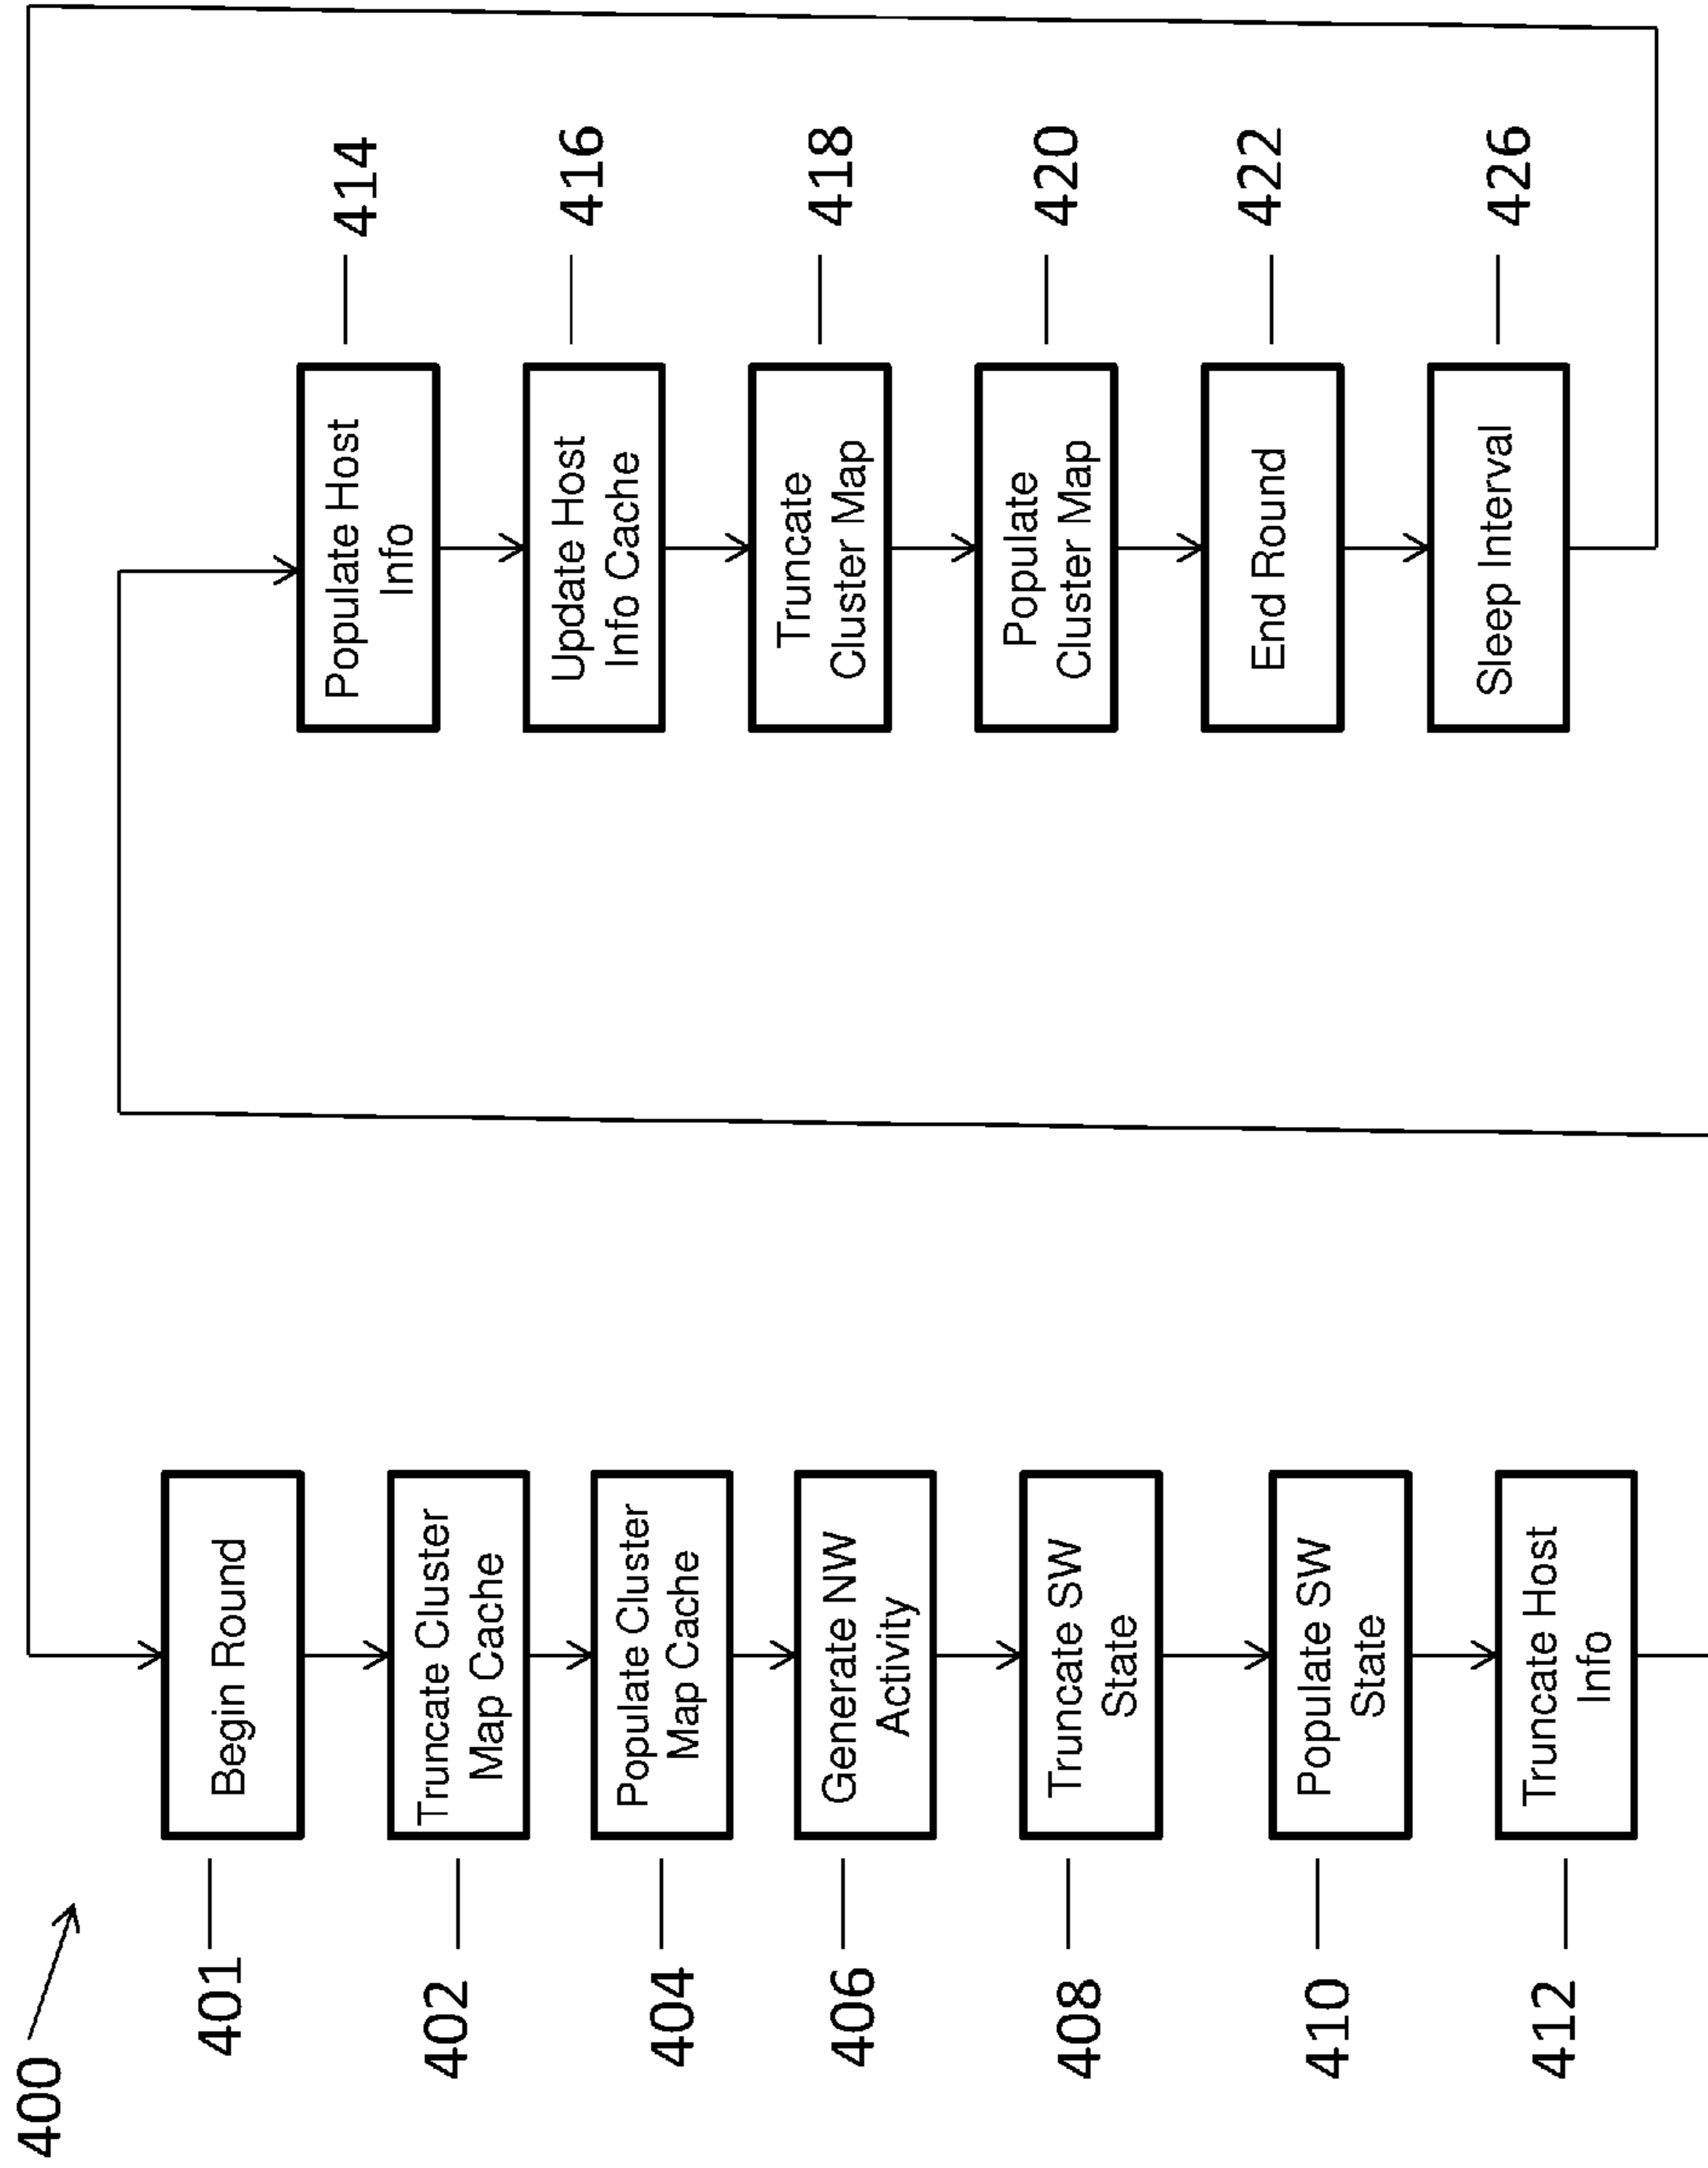 400
401
Begin Round
402
Truncate Cluster
Map Cache
404
Populate Cluster
Map Cache
406
Generate NW
Activity
408
Truncate SW
State
410
Populate SW
State
412
Truncate Host
Info
Populate Host
Info
414
Update Host
Info Cache
416
Truncate
Cluster Map
418
Populate
Cluster Map
420
End Round
422
Sleep Interval
426